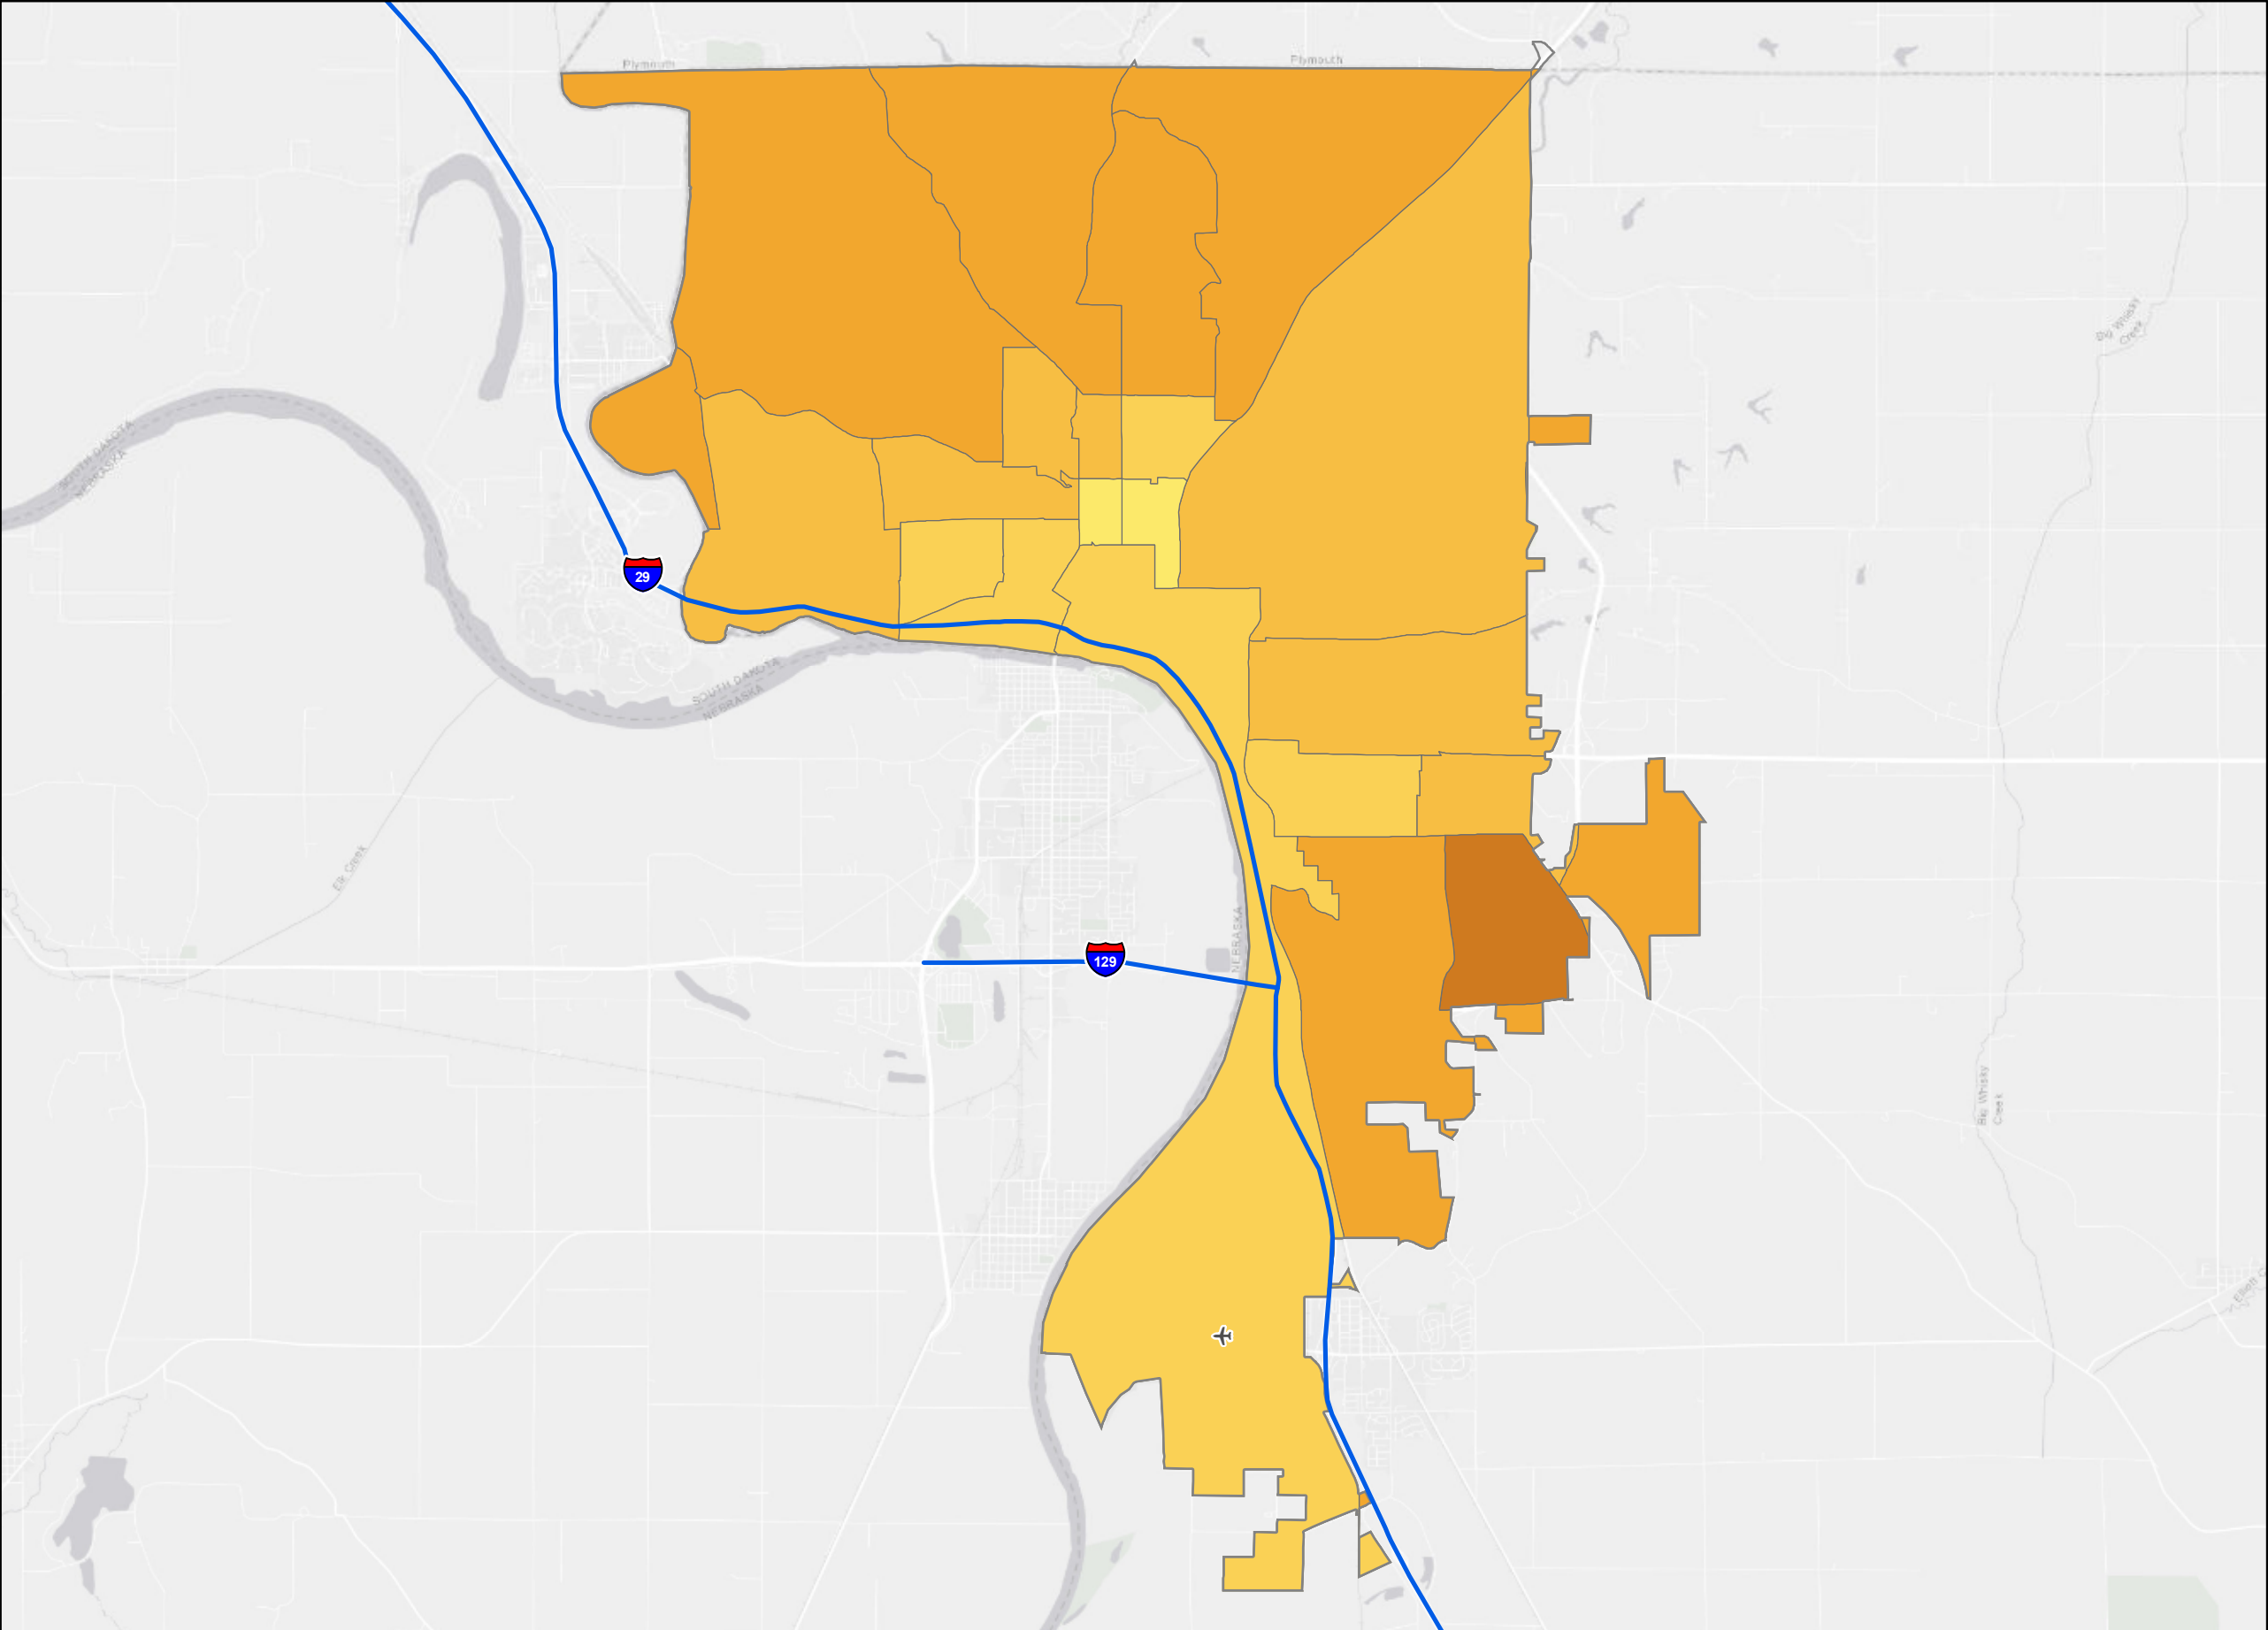 Plymouth
Plymouth
Big Whisky
Creek
SOUTH DAKOTA
NEBRASKA
29
SOUTH DAKOTA
NEBRASKA
Elk Creek
NEBRASKA
129
Big Whisky
Creek
Elliott C